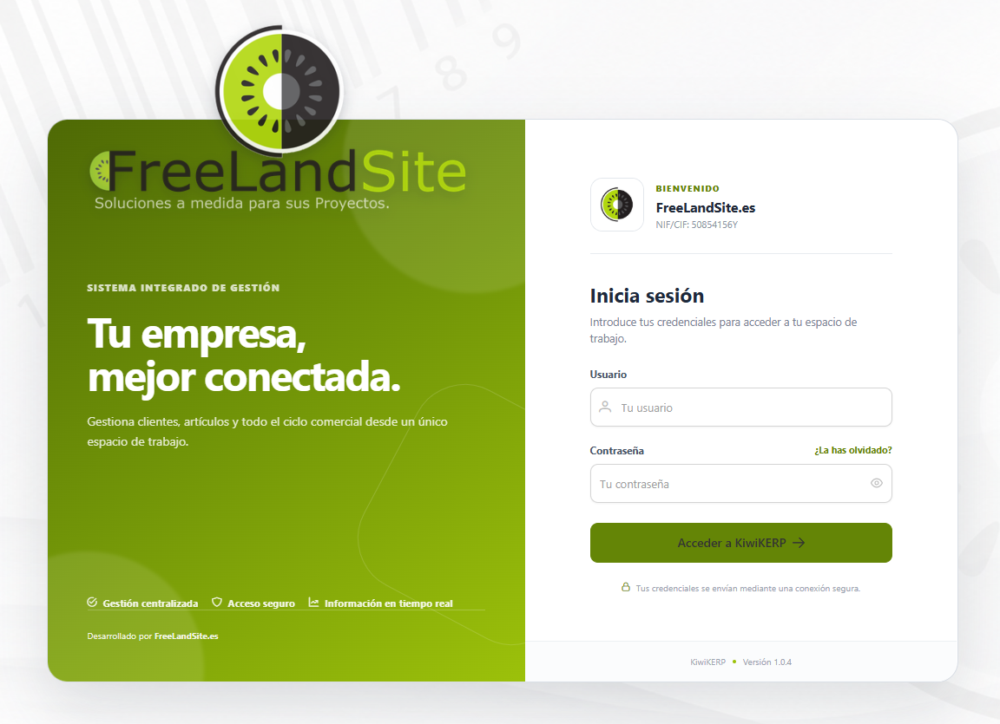 7 8 9
1
FreeLandSite
Soluciones a medida para sus Proyectos.
SISTEMA INTEGRADO DE GESTIÓN
Tu empresa,
mejor conectada.
Gestiona clientes, artículos y todo el ciclo comercial desde un único
espacio de trabajo.
Gestión centralizada Acceso seguro Información en tiempo real
Desarrollado por FreeLandSite.es
BIENVENIDO
FreeLandSite.es
NIF/CIF: 50854156Y
Inicia sesión
Introduce tus credenciales para acceder a tu espacio de
trabajo.
Usuario
Tu usuario
Contraseña ¿La has olvidado?
Tu contraseña
Acceder a KiwiKERP →
Tus credenciales se envían mediante una conexión segura.
KiwiKERP • Versión 1.0.4